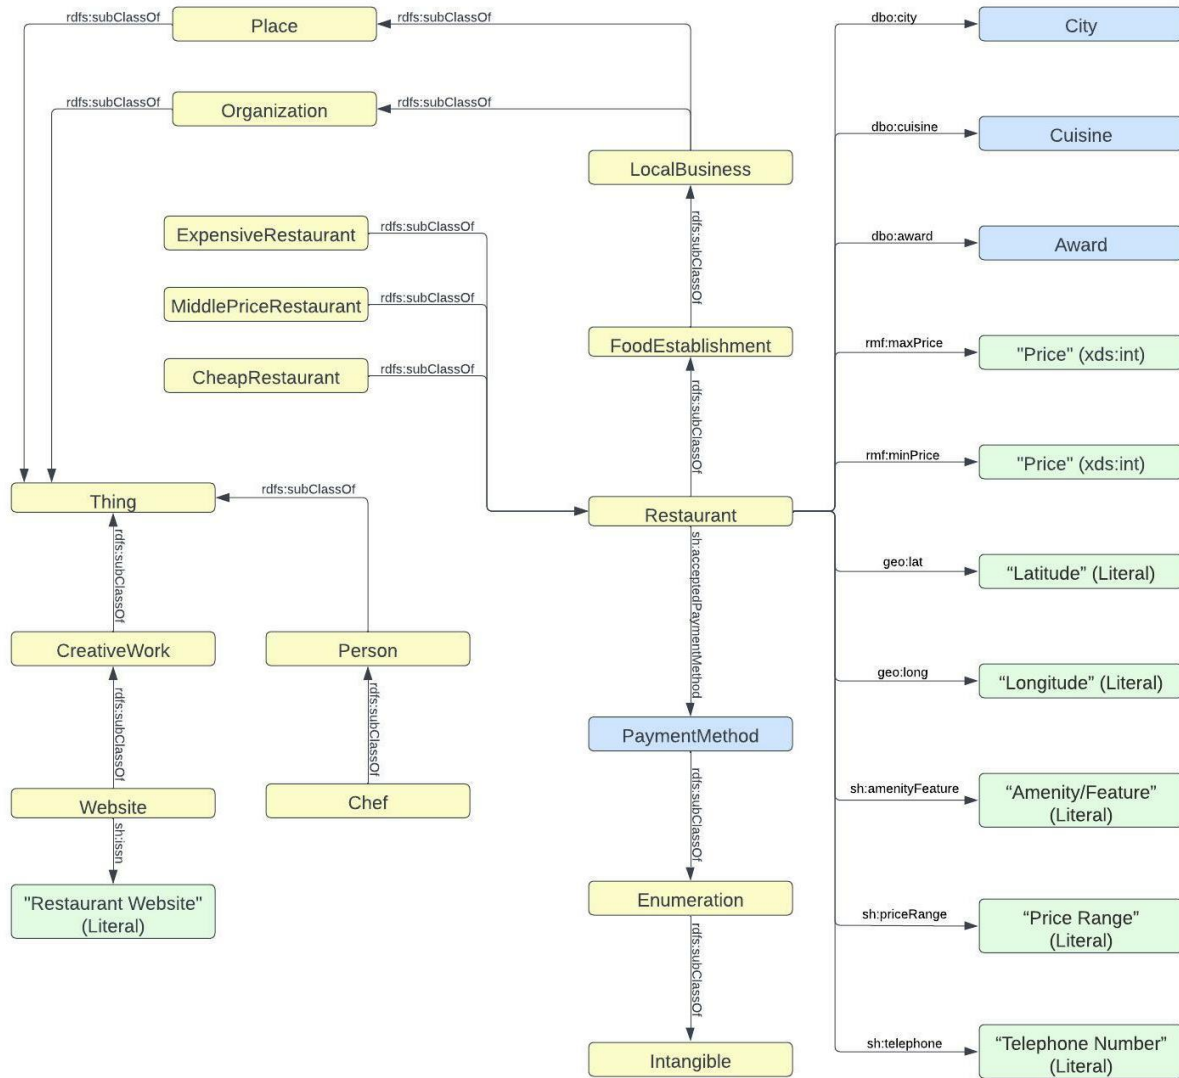 rdfs:subClassOf
Place
rdfs:subClassOf
dbo:city
City
rdfs:subClassOf
Organization
rdfs:subClassOf
dbo:cuisine
Cuisine
LocalBusiness
ExpensiveRestaurant
rdfs:subClassOf
rdfs:subClassOf
dbo:award
Award
MiddlePriceRestaurant
rdfs:subClassOf
FoodEstablishment
rmf:maxPrice
"Price" (xds:int)
CheapRestaurant
rdfs:subClassOf
rdfs:subClassOf
rmf:minPrice
"Price" (xds:int)
Thing
rdfs:subClassOf
Restaurant
rdfs:subClassOf
sh:acceptedPaymentMethod
geo:lat
“Latitude” (Literal)
CreativeWork
Person
geo:long
“Longitude” (Literal)
rdfs:subClassOf
rdfs:subClassOf
PaymentMethod
Website
Chef
rdfs:subClassOf
sh:amenityFeature
“Amenity/Feature”
(Literal)
sh:issn
"Restaurant Website"
(Literal)
Enumeration
sh:priceRange
“Price Range”
(Literal)
rdfs:subClassOf
Intangible
sh:telephone
“Telephone Number”
(Literal)